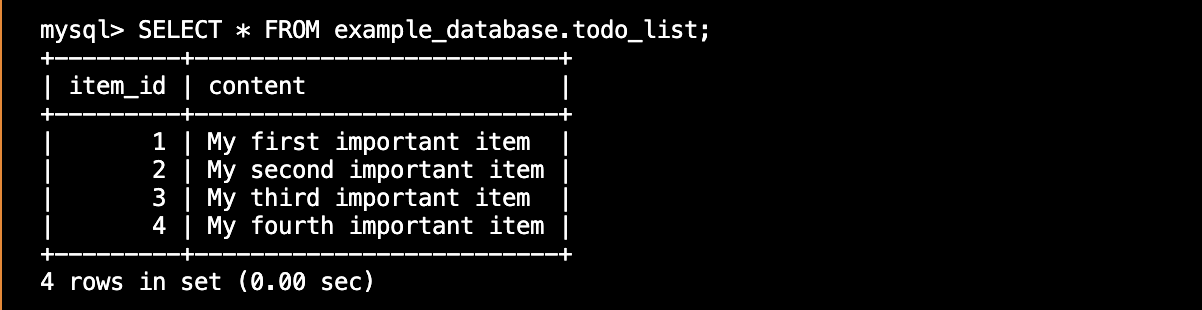 mysql> SELECT * FROM example_database.todo_list;
+---------+--------------------------+
| item_id | content                  |
+---------+--------------------------+
|       1 | My first important item  |
|       2 | My second important item |
|       3 | My third important item  |
|       4 | My fourth important item |
+---------+--------------------------+
4 rows in set (0.00 sec)